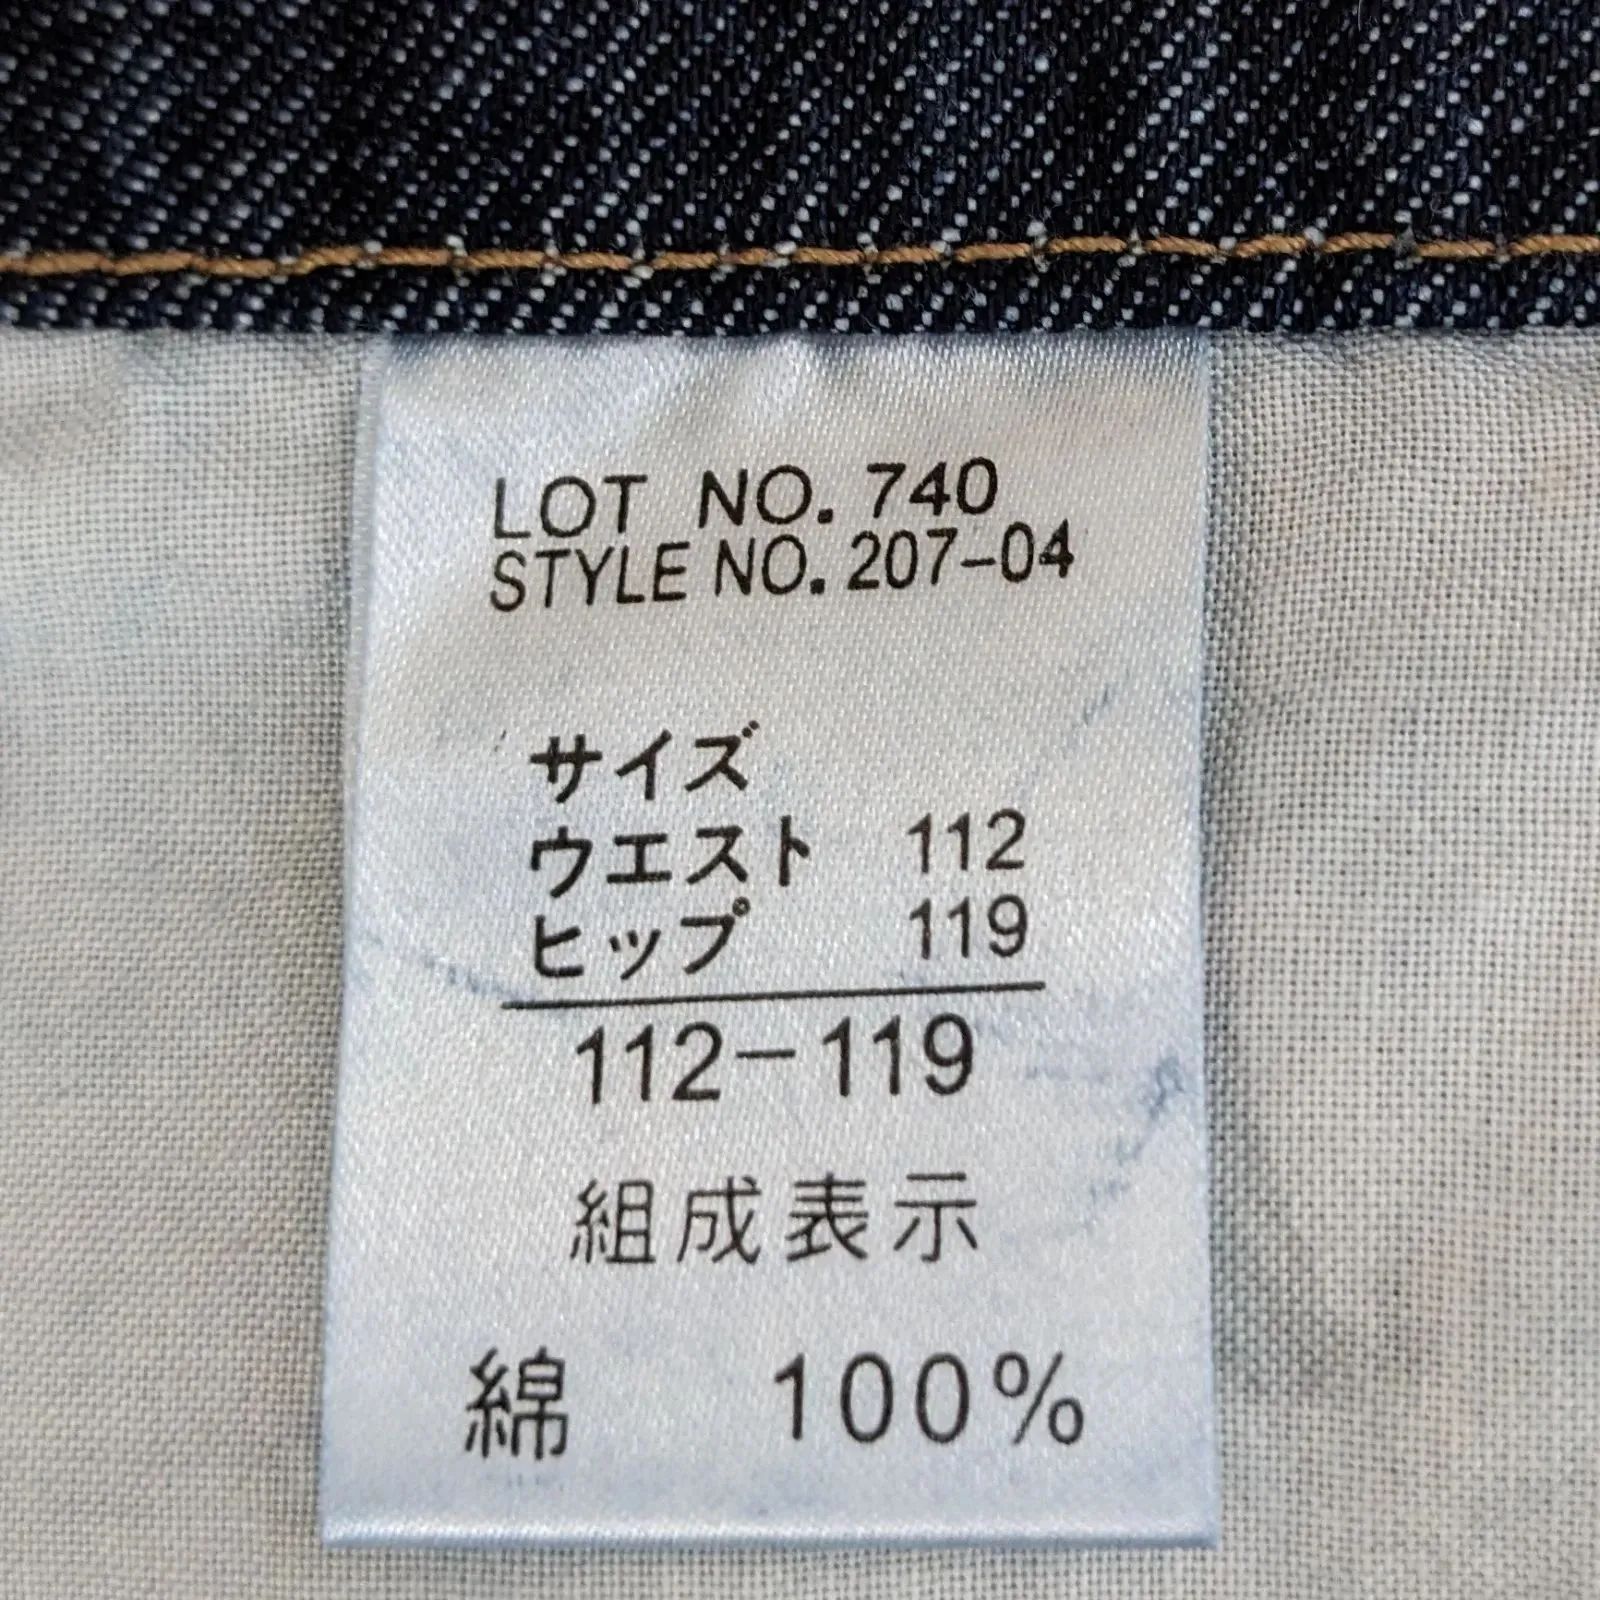 LOT NO. 740
STYLE NO. 207-04
サイズ
ウエスト 112
ヒップ 119
112-119
組成表示
綿 100%